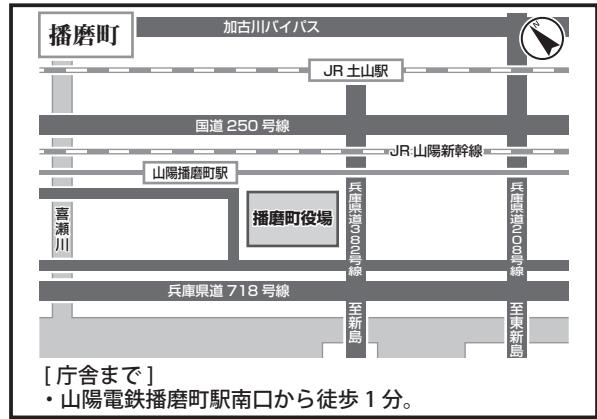 播磨町
加古川バイパス
N
JR 土山駅
国道 250 号線
JR 山陽新幹線
山陽播磨町駅
播磨町役場
喜瀬川
兵庫県道382号線
兵庫県道208号線
兵庫県道 718 号線
至新島
至東新島
[ 庁舎まで ]
・山陽電鉄播磨町駅南口から徒歩 1 分。